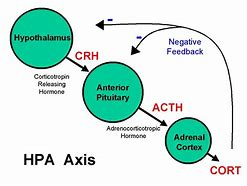 -
Hypothalamus
CRH
Corticotropin
Releasing
Hormone
-
Negative
Feedback
Anterior
Pituitary
ACTH
Adrenocorticotropic
Hormone
Adrenal
Cortex
CORT
HPA Axis